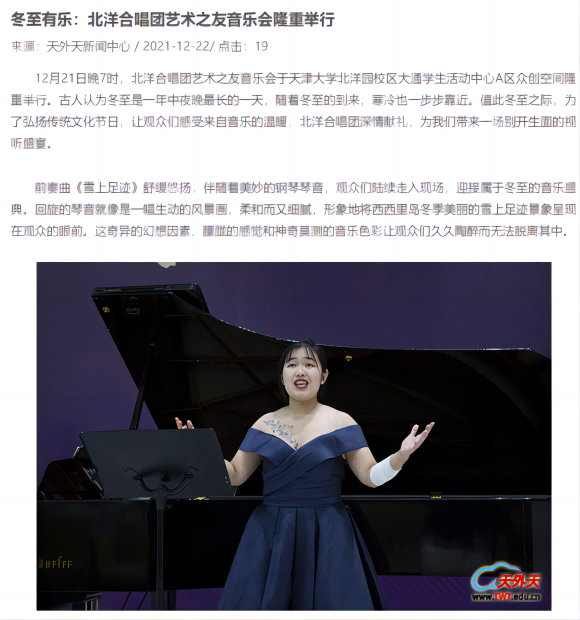 冬至有乐：北洋合唱团艺术之友音乐会隆重举行
来源：天外天新闻中心 / 2021-12-22/ 点击：19
12月21日晚7时，北洋合唱团艺术之友音乐会于天津大学北洋园校区大通学生活动中心A区众创空间隆
重举行。古人认为冬至是一年中夜晚最长的一天，随着冬至的到来，寒冷也一步步靠近。值此冬至之际，为
了弘扬传统文化节日，让观众们感受来自音乐的温暖，北洋合唱团深情献礼，为我们带来一场别开生面的视
听盛宴。
前奏曲《雪上足迹》舒缓悠扬，伴随着美妙的钢琴琴音，观众们陆续走入现场，迎接属于冬至的音乐盛
典。回旋的琴音就像是一幅生动的风景画，柔和而又细腻，形象地将西西里岛冬季美丽的雪上足迹景象呈现
在观众的眼前。这奇异的幻想因素，朦胧的感觉和神奇莫测的音乐色彩让观众们久久陶醉而无法脱离其中。
天外天
www.TWT.edu.cn